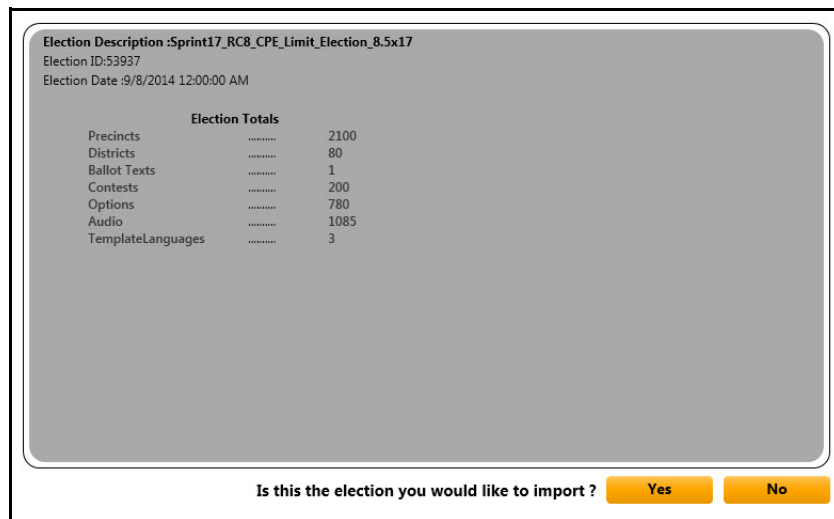 Election Description :Sprint17_RC8_CPE_Limit_Election_8.5x17
Election ID:53937
Election Date :9/8/2014 12:00:00 AM
Election Totals
Precincts .......... 2100
Districts .......... 80
Ballot Texts .......... 1
Contests .......... 200
Options .......... 780
Audio .......... 1085
TemplateLanguages .......... 3
Is this the election you would like to import ? Yes No